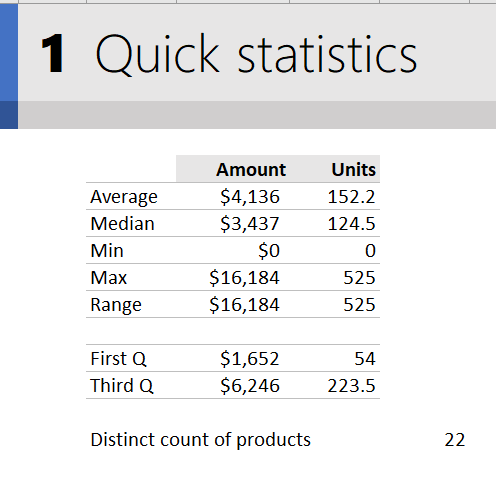 1 Quick statistics
Amount Units
Average $4,136 152.2
Median $3,437 124.5
Min $0 0
Max $16,184 525
Range $16,184 525
First Q $1,652 54
Third Q $6,246 223.5
Distinct count of products 22